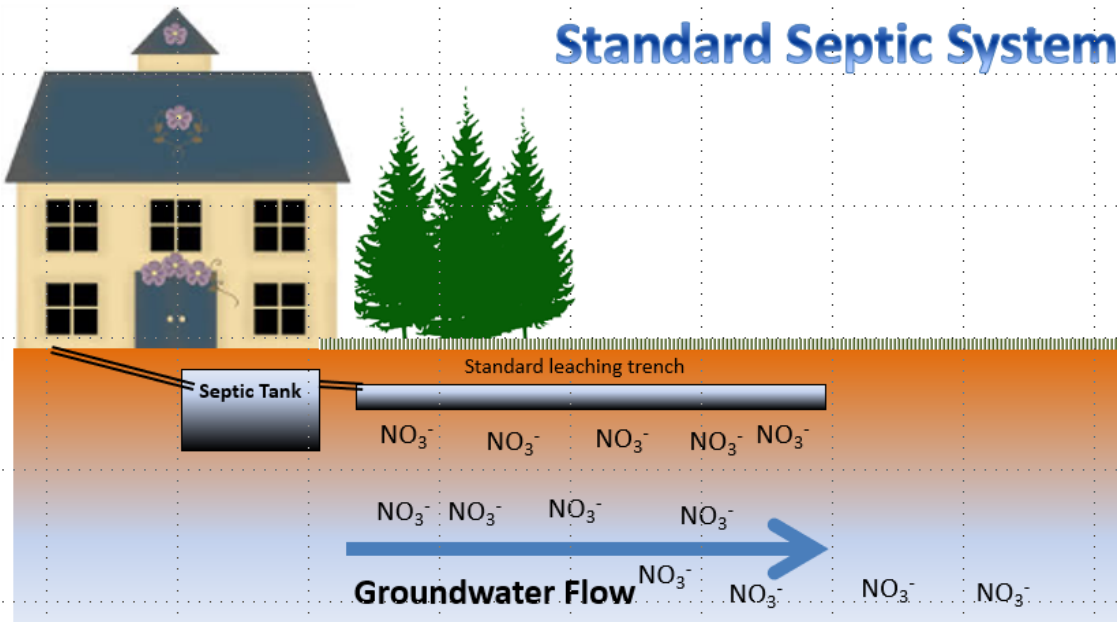 Standard Septic System
Standard leaching trench
Septic Tank
NO₃⁻ NO₃⁻ NO₃⁻ NO₃⁻ NO₃⁻
NO₃⁻ NO₃⁻ NO₃⁻ NO₃⁻
Groundwater Flow NO₃⁻ NO₃⁻ NO₃⁻ NO₃⁻